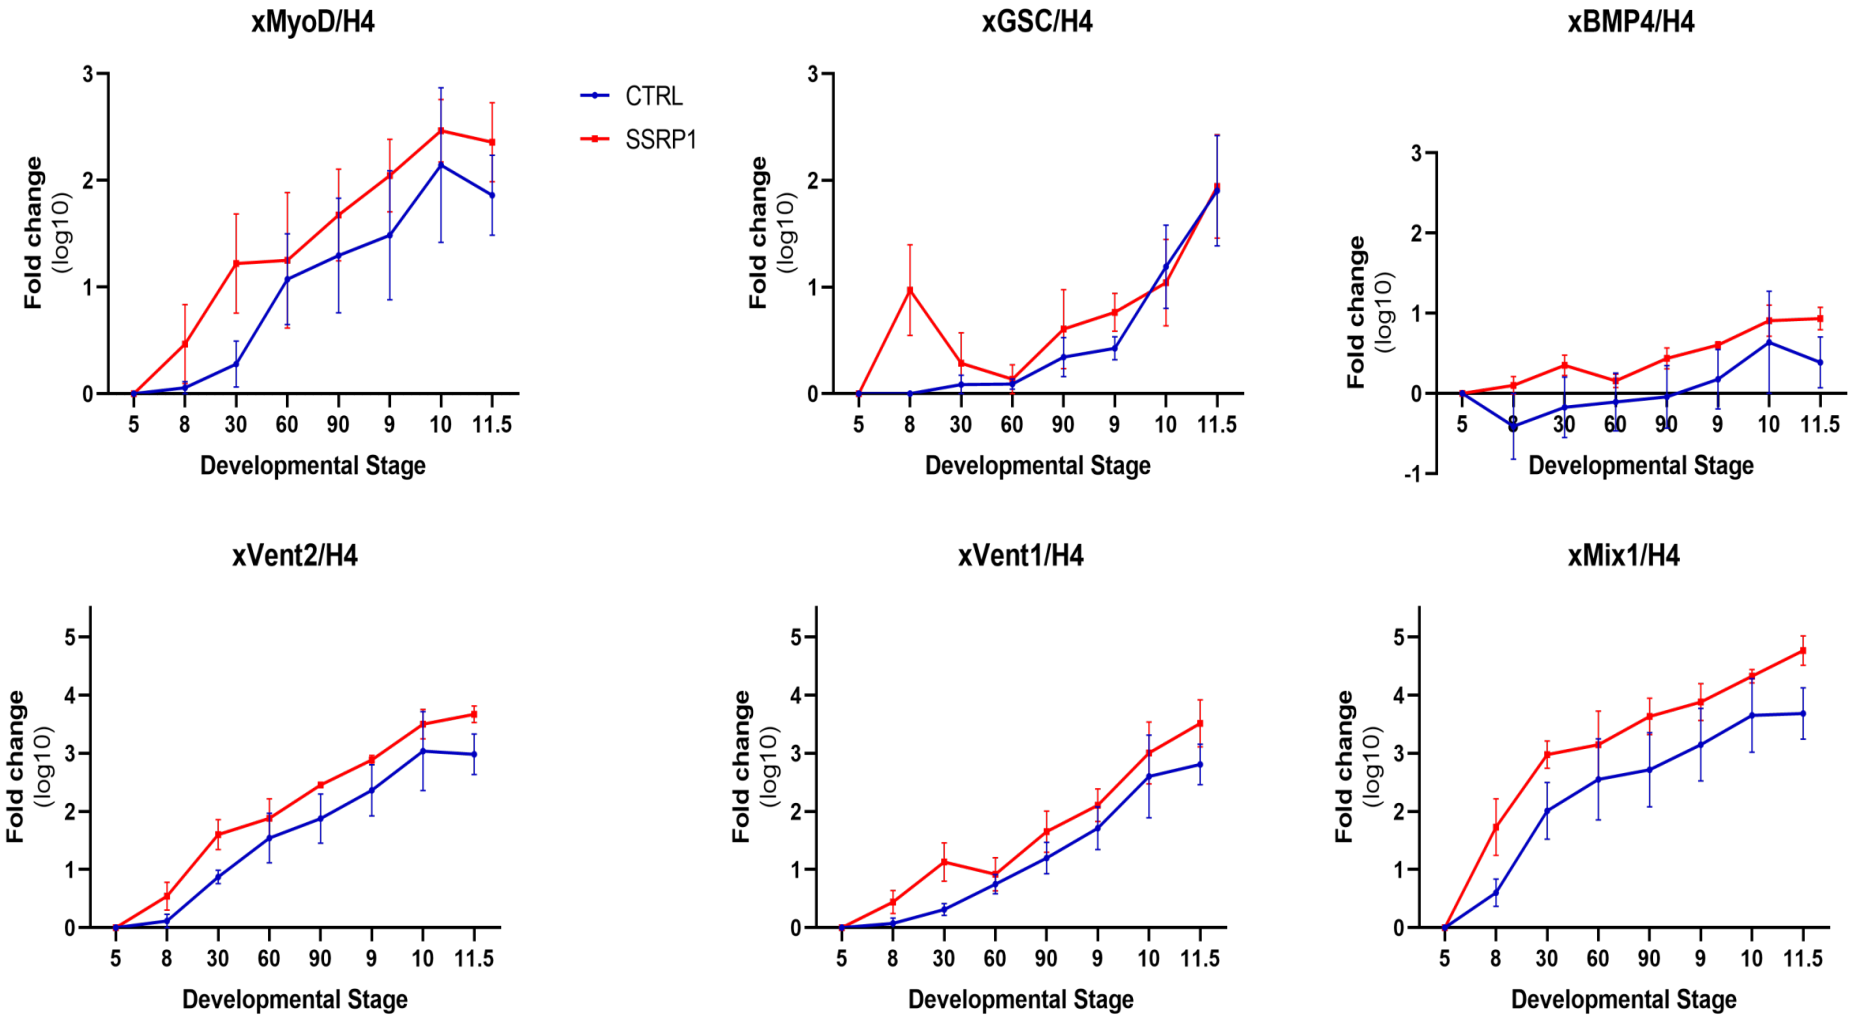 xMyoD/H4
3
2
1
0
Fold change
(log10)
5 8 30 60 90 9 10 11.5
Developmental Stage
CTRL
SSRP1
xGSC/H4
3
2
1
0
Fold change
(log10)
5 8 30 60 90 9 10 11.5
Developmental Stage
xBMP4/H4
3
2
1
0
-1
Fold change
(log10)
5 8 30 60 90 9 10 11.5
Developmental Stage
xVent2/H4
5
4
3
2
1
0
Fold change
(log10)
5 8 30 60 90 9 10 11.5
Developmental Stage
xVent1/H4
5
4
3
2
1
0
Fold change
(log10)
5 8 30 60 90 9 10 11.5
Developmental Stage
xMix1/H4
5
4
3
2
1
0
Fold change
(log10)
5 8 30 60 90 9 10 11.5
Developmental Stage